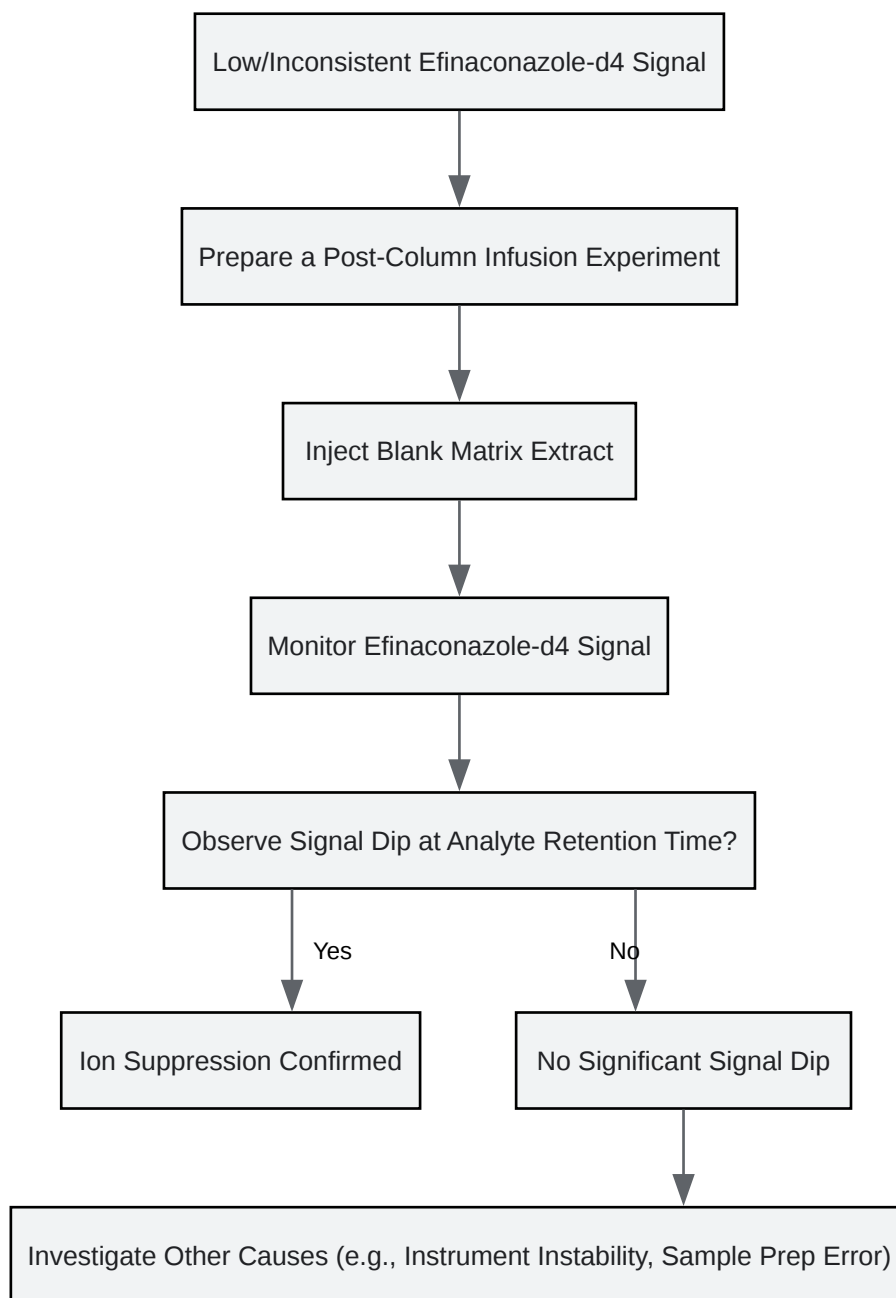 Low/Inconsistent Efinaconazole-d4 Signal
Prepare a Post-Column Infusion Experiment
Inject Blank Matrix Extract
Monitor Efinaconazole-d4 Signal
Observe Signal Dip at Analyte Retention Time?
Yes
No
Ion Suppression Confirmed
No Significant Signal Dip
Investigate Other Causes (e.g., Instrument Instability, Sample Prep Error)